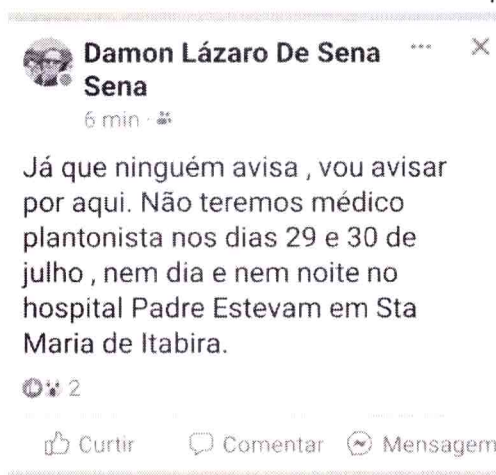 Damon Lázaro De Sena
Sena
6 min
Já que ninguém avisa , vou avisar
por aqui. Não teremos médico
plantonista nos dias 29 e 30 de
julho , nem dia e nem noite no
hospital Padre Estevam em Sta
Maria de Itabira.
2
Curtir Comentar Mensagem